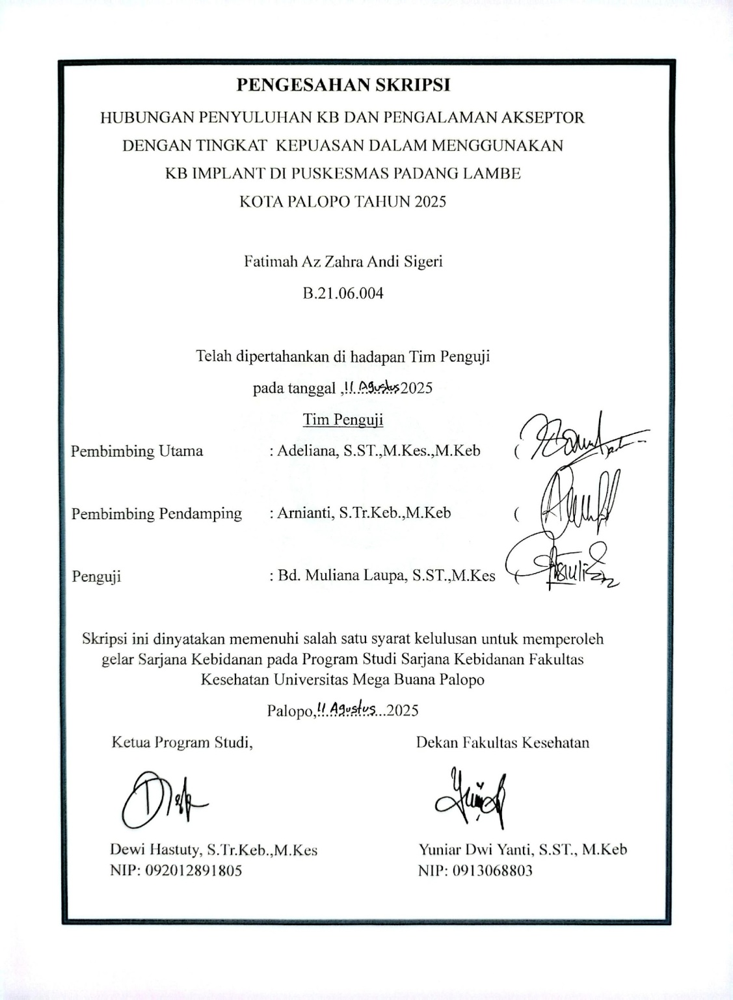 PENGESAHAN SKRIPSI
HUBUNGAN PENYULUHAN KB DAN PENGALAMAN AKSEPTOR
DENGAN TINGKAT KEPUASAN DALAM MENGGUNAKAN
KB IMPLANT DI PUSKESMAS PADANG LAMBE
KOTA PALOPO TAHUN 2025
Fatimah Az Zahra Andi Sigeri
B.21.06.004
Telah dipertahankan di hadapan Tim Penguji
pada tanggal ,11 Agustus 2025
Tim Penguji
Pembimbing Utama : Adeliana, S.ST.,M.Kes.,M.Keb (
Pembimbing Pendamping : Arnianti, S.Tr.Keb.,M.Keb (
Penguji : Bd. Muliana Laupa, S.ST.,M.Kes (
Skripsi ini dinyatakan memenuhi salah satu syarat kelulusan untuk memperoleh
gelar Sarjana Kebidanan pada Program Studi Sarjana Kebidanan Fakultas
Kesehatan Universitas Mega Buana Palopo
Palopo, 11 Agustus...2025
Ketua Program Studi, Dekan Fakultas Kesehatan
Dewi Hastuty, S.Tr.Keb.,M.Kes Yuniar Dwi Yanti, S.ST., M.Keb
NIP: 092012891805 NIP: 0913068803